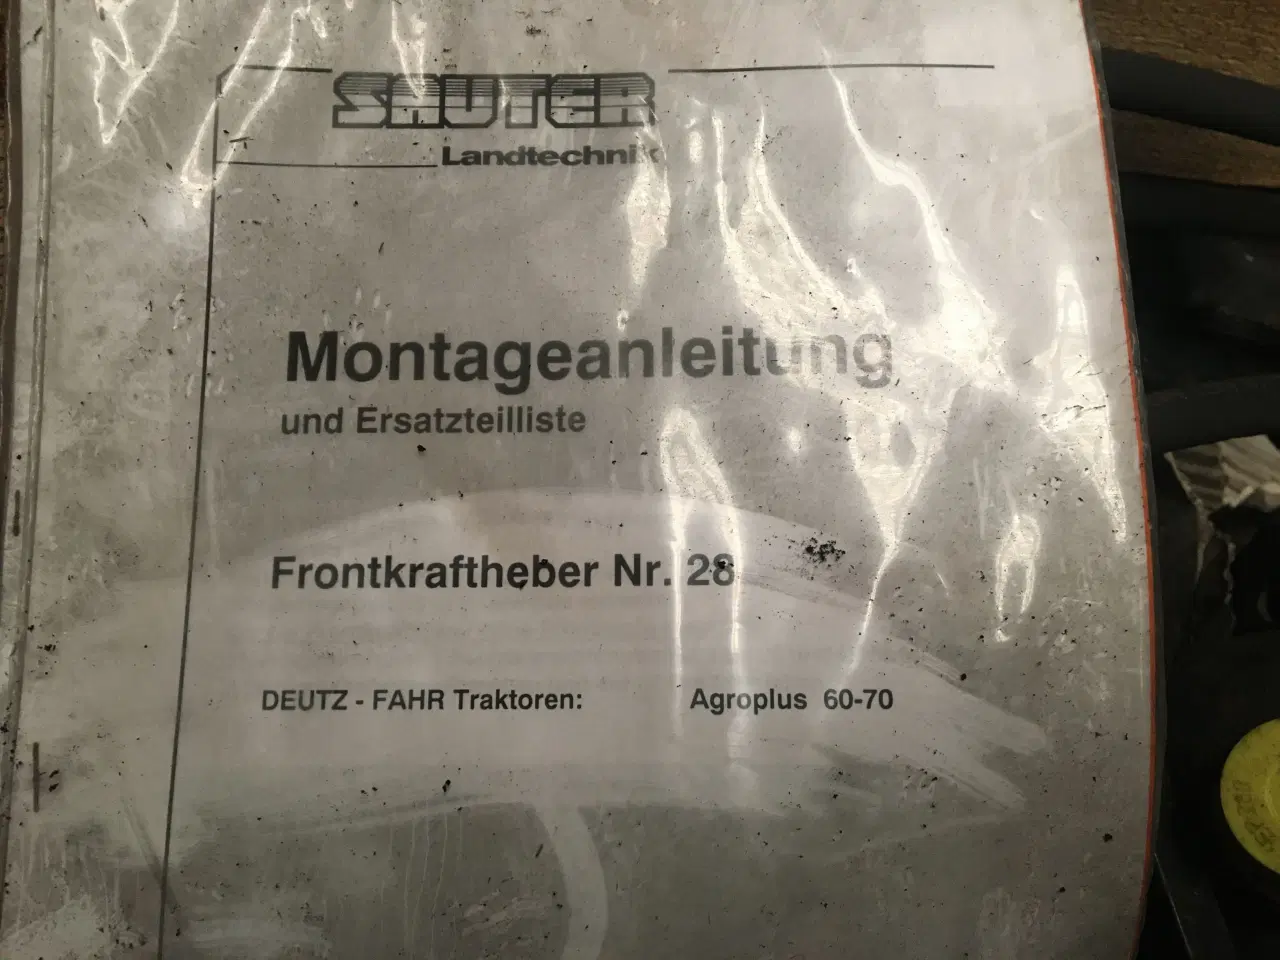 SAUTER
Landtechnik
Montageanleitung
und Ersatzteilliste
Frontkraftheber Nr. 28
DEUTZ - FAHR Traktoren: Agroplus 60-70